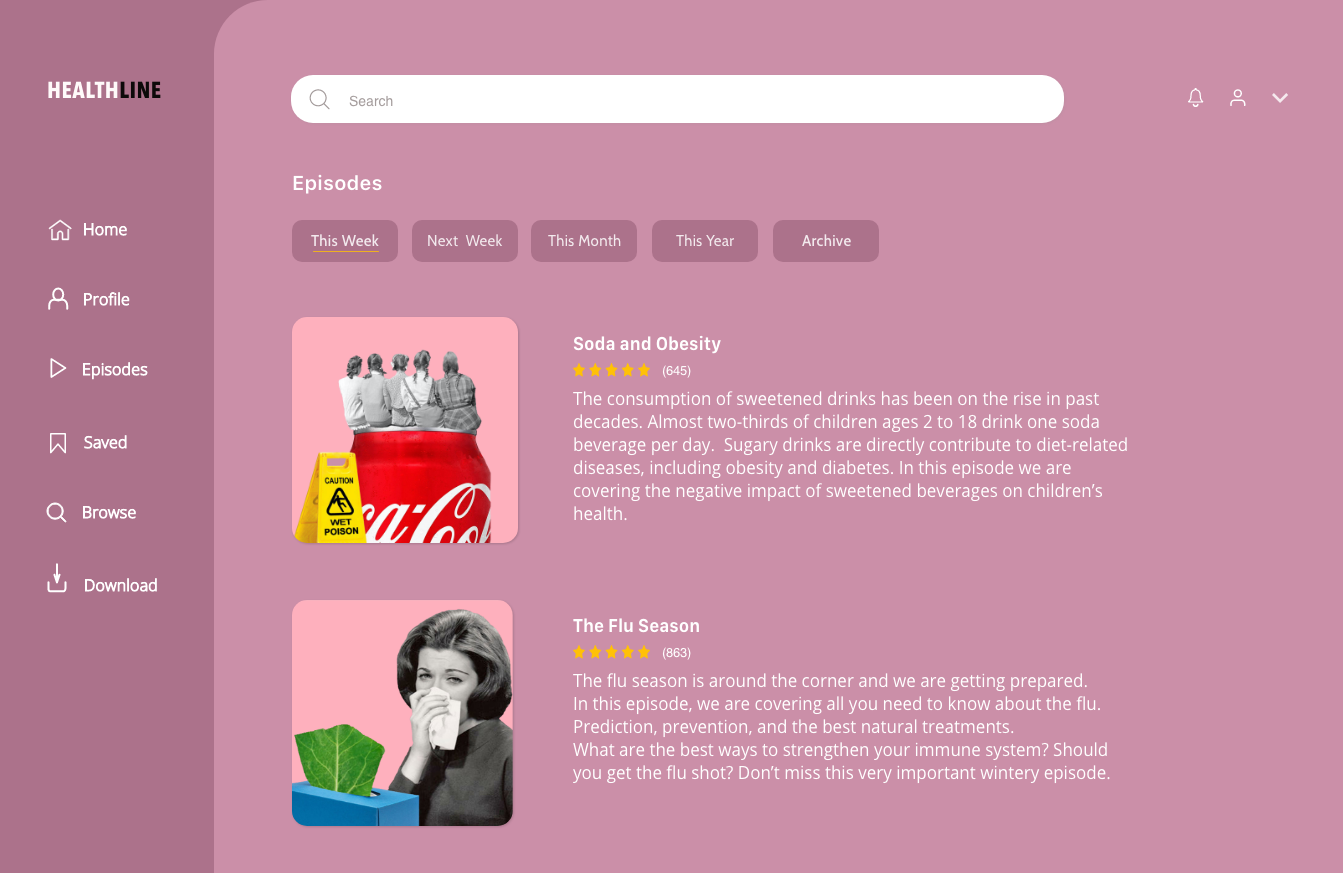 HEALTHLINE
Search
Episodes
This Week
Next Week
This Month
This Year
Archive
Home
Profile
Episodes
Saved
Browse
Download
Soda and Obesity
(645)
The consumption of sweetened drinks has been on the rise in past
decades. Almost two-thirds of children ages 2 to 18 drink one soda
beverage per day. Sugary drinks are directly contribute to diet-related
diseases, including obesity and diabetes. In this episode we are
covering the negative impact of sweetened beverages on children’s
health.
CAUTION
WET
POISON
ca-Col
The Flu Season
(863)
The flu season is around the corner and we are getting prepared.
In this episode, we are covering all you need to know about the flu.
Prediction, prevention, and the best natural treatments.
What are the best ways to strengthen your immune system? Should
you get the flu shot? Don’t miss this very important wintery episode.